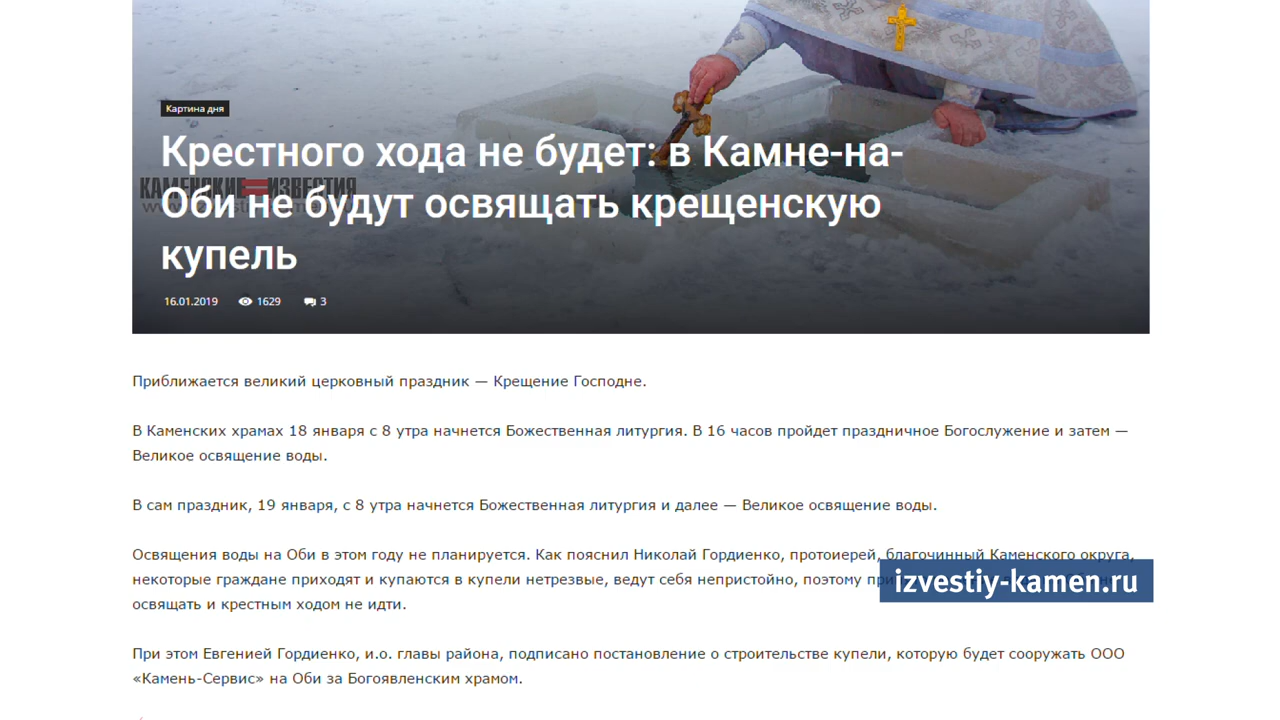 Картина дня
Крестного хода не будет: в Камне-на-
КАМЕНСКИЕ ИЗВЕСТИЯ
Оби не будут освящать крещенскую
купель
16.01.2019 1629 3
Приближается великий церковный праздник — Крещение Господне.
В Каменских храмах 18 января с 8 утра начнется Божественная литургия. В 16 часов пройдет праздничное Богослужение и затем —
Великое освящение воды.
В сам праздник, 19 января, с 8 утра начнется Божественная литургия и далее — Великое освящение воды.
Освящения воды на Оби в этом году не планируется. Как пояснил Николай Гордиенко, протоиерей, благочинный Каменского округа,
некоторые граждане приходят и купаются в купели нетрезвые, ведут себя непристойно, поэтому
izvestiy-kamen.ru
освящать и крестным ходом не идти.
При этом Евгенией Гордиенко, и.о. главы района, подписано постановление о строительстве купели, которую будет сооружать ООО
«Камень-Сервис» на Оби за Богоявленским храмом.